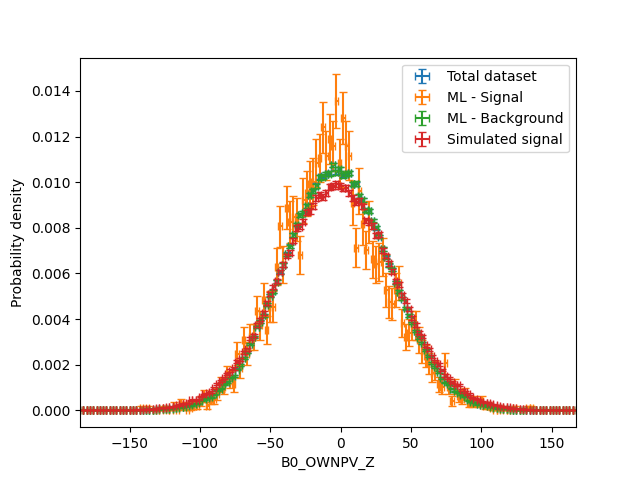 Total dataset
ML - Signal
ML - Background
Simulated signal
Probability density
0.014
0.012
0.010
0.008
0.006
0.004
0.002
0.000
−150
−100
−50
0
50
100
150
B0_OWNPV_Z